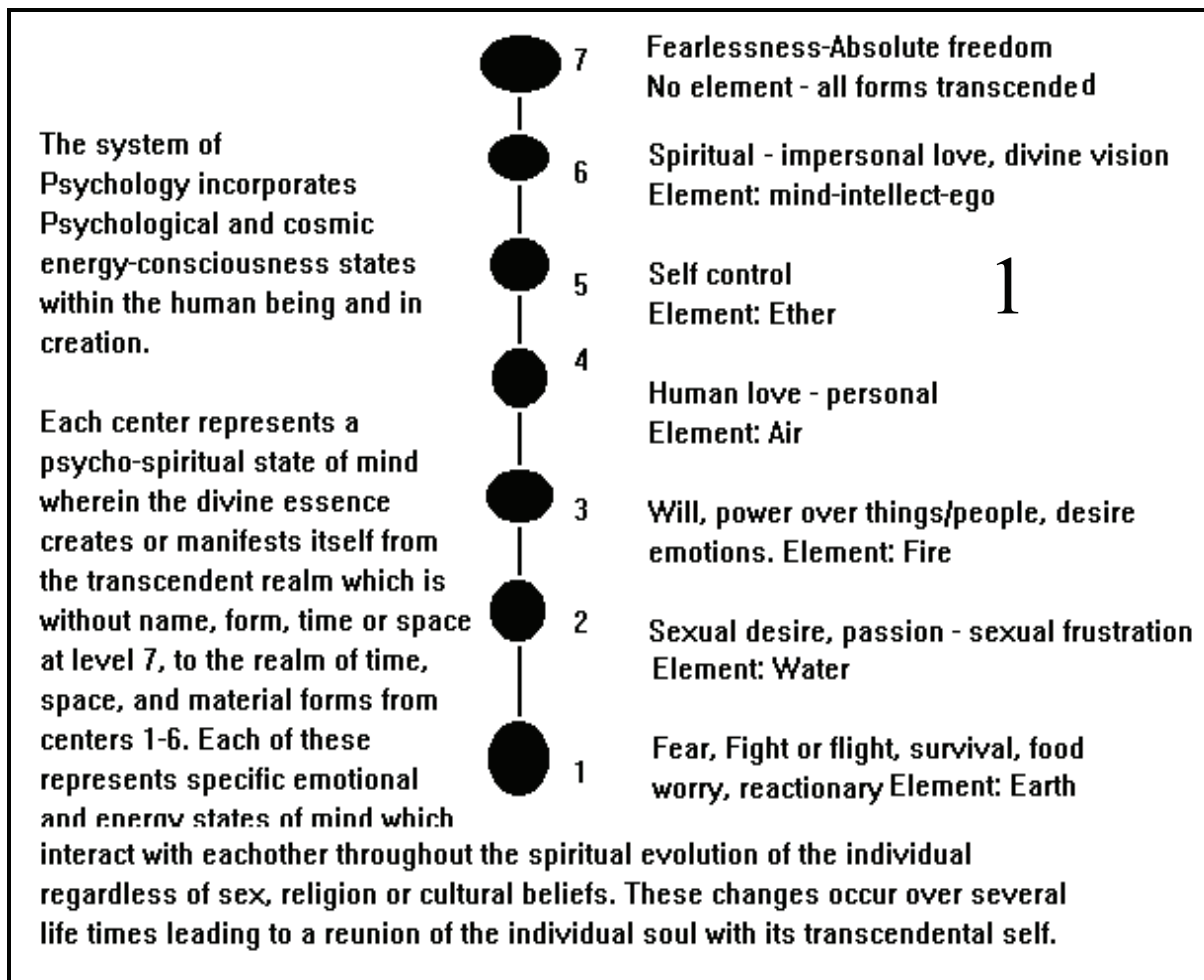 The system of
Psychology incorporates
Psychological and cosmic
energy-consciousness states
within the human being and in
creation.
Each center represents a
psycho-spiritual state of mind
wherein the divine essence
creates or manifests itself from
the transcendent realm which is
without name, form, time or space
at level 7, to the realm of time,
space, and material forms from
centers 1-6. Each of these
represents specific emotional
and energy states of mind which
interact with eachother throughout the spiritual evolution of the individual
regardless of sex, religion or cultural beliefs. These changes occur over several
life times leading to a reunion of the individual soul with its transcendental self.
7
Fearlessness-Absolute freedom
No element - all forms transcended
6
Spiritual - impersonal love, divine vision
Element: mind-intellect-ego
5
Self control
Element: Ether
1
4
Human love - personal
Element: Air
3
Will, power over things/people, desire
emotions. Element: Fire
2
Sexual desire, passion - sexual frustration
Element: Water
1
Fear, Fight or flight, survival, food
worry, reactionary Element: Earth